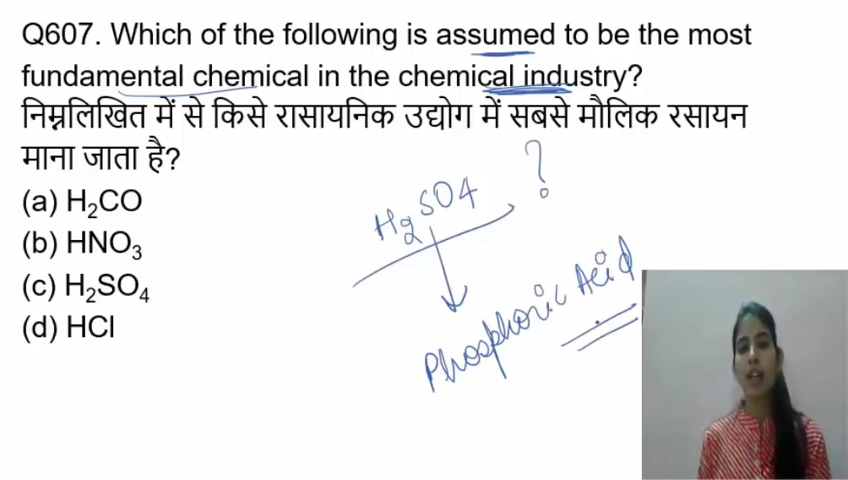 Q607. Which of the following is assumed to be the most
fundamental chemical in the chemical industry?
निम्नलिखित में से किसे रासायनिक उद्योग में सबसे मौलिक रसायन
माना जाता है?
(a) H₂CO
(b) HNO₃
(c) H₂SO₄
(d) HCl
H₂SO4 ?
Phosphoric Acid